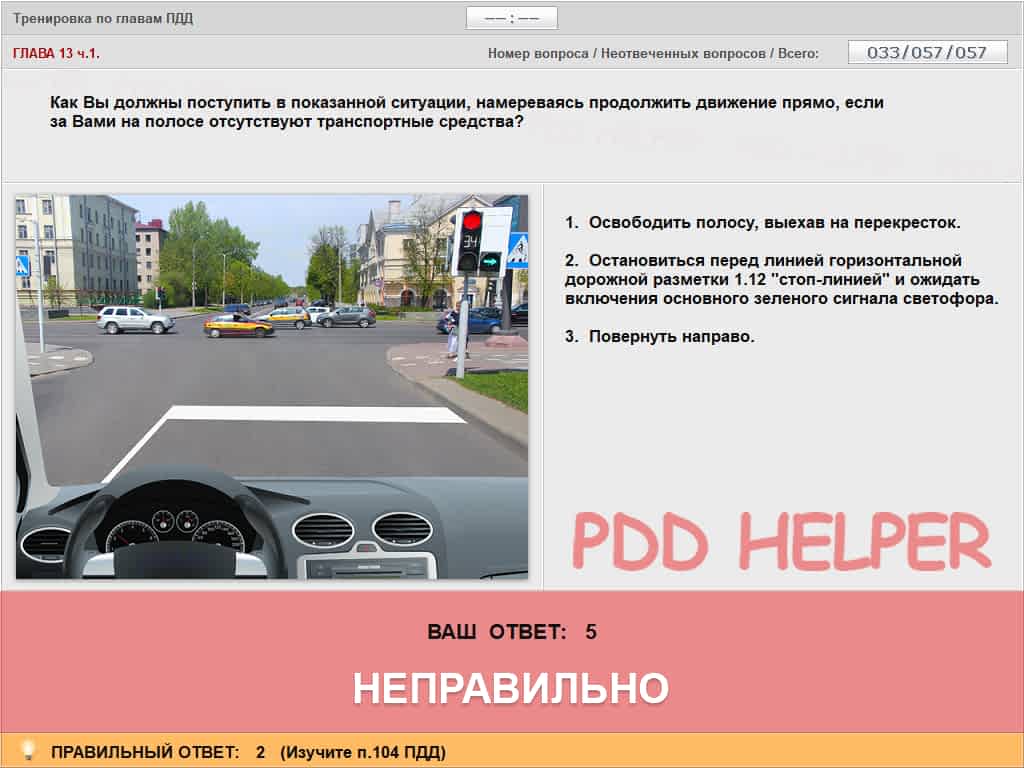 Тренировка по главам ПДД
—— : ——
ГЛАВА 13 ч.1.
Номер вопроса / Неотвеченных вопросов / Всего:
033/057/057
Как Вы должны поступить в показанной ситуации, намереваясь продолжить движение прямо, если
за Вами на полосе отсутствуют транспортные средства?
34
1. Освободить полосу, выехав на перекресток.
2. Остановиться перед линией горизонтальной
дорожной разметки 1.12 "стоп-линией" и ожидать
включения основного зеленого сигнала светофора.
3. Повернуть направо.
PDD HELPER
ВАШ ОТВЕТ: 5
НЕПРАВИЛЬНО
ПРАВИЛЬНЫЙ ОТВЕТ: 2 (Изучите п.104 ПДД)